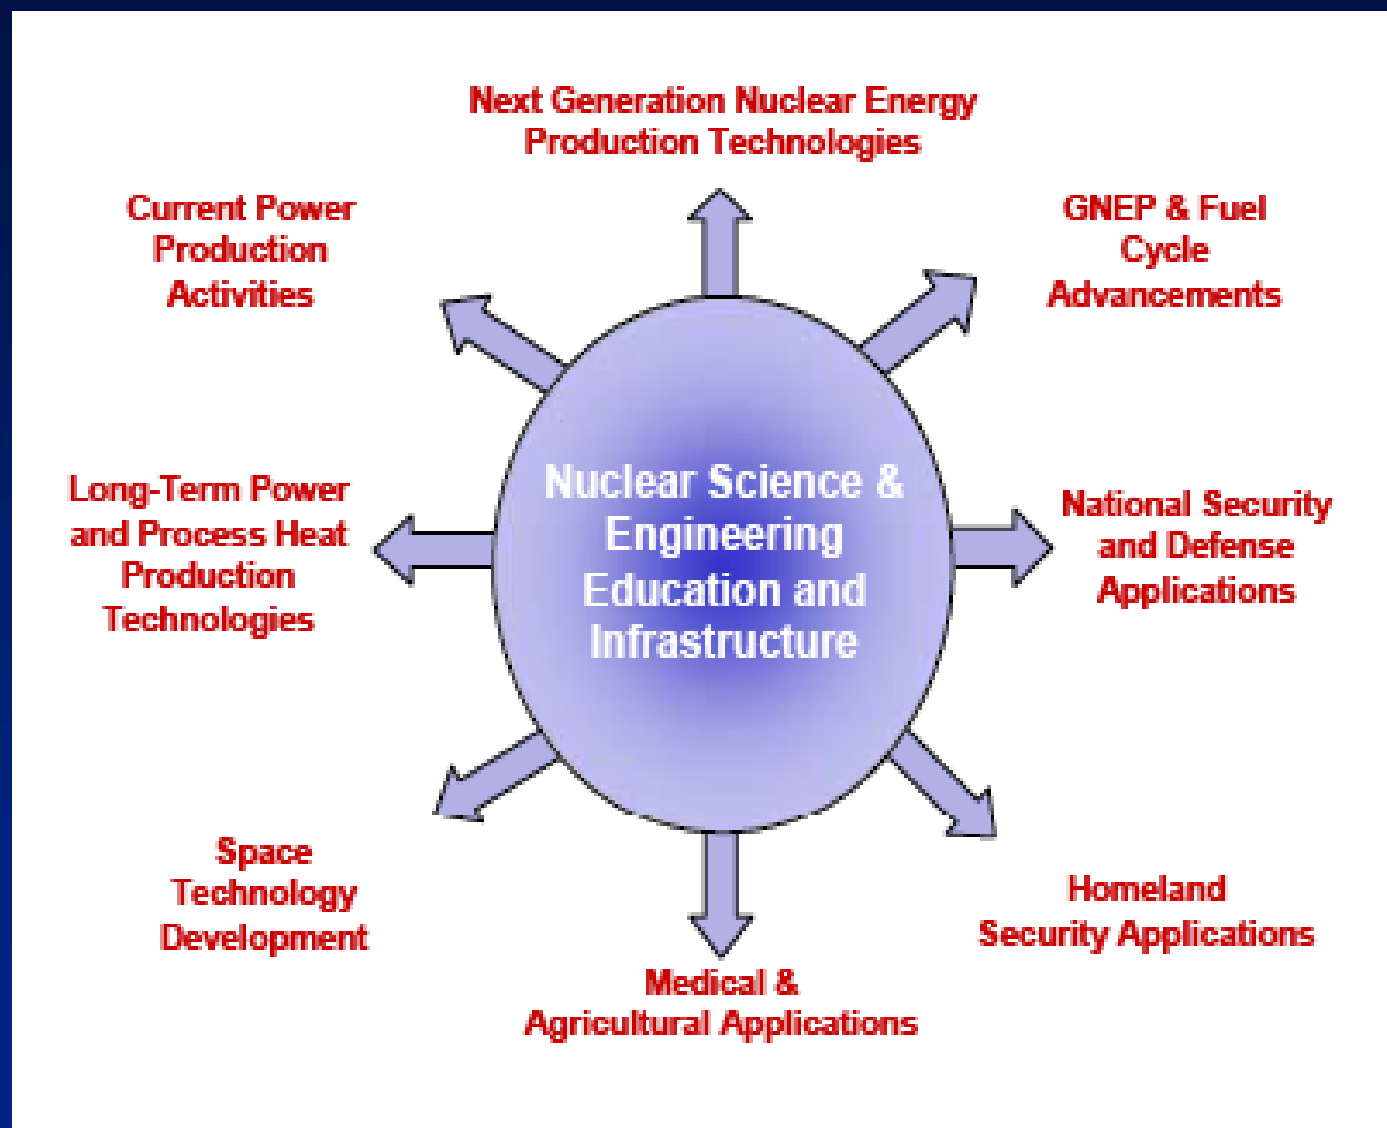 Next Generation Nuclear Energy
Production Technologies
Current Power
Production
Activities
GNEP & Fuel
Cycle
Advancements
Long-Term Power
and Process Heat
Production
Technologies
Nuclear Science &
Engineering
Education and
Infrastructure
National Security
and Defense
Applications
Space
Technology
Development
Homeland
Security Applications
Medical &
Agricultural Applications